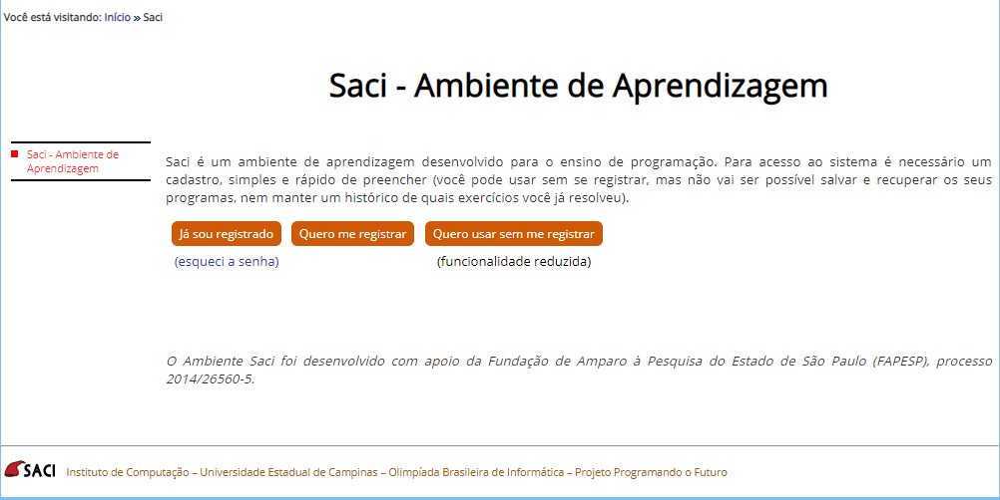 Você está visitando: Início » Saci
Saci - Ambiente de Aprendizagem
Saci - Ambiente de
Aprendizagem
Saci é um ambiente de aprendizagem desenvolvido para o ensino de programação. Para acesso ao sistema é necessário um
cadastro, simples e rápido de preencher (você pode usar sem se registrar, mas não vai ser possível salvar e recuperar os seus
programas, nem manter um histórico de quais exercícios você já resolveu).
Já sou registrado Quero me registrar Quero usar sem me registrar
(esqueci a senha) (funcionalidade reduzida)
O Ambiente Saci foi desenvolvido com apoio da Fundação de Amparo à Pesquisa do Estado de São Paulo (FAPESP), processo
2014/26560-5.
SACI Instituto de Computação – Universidade Estadual de Campinas – Olimpíada Brasileira de Informática – Projeto Programando o Futuro